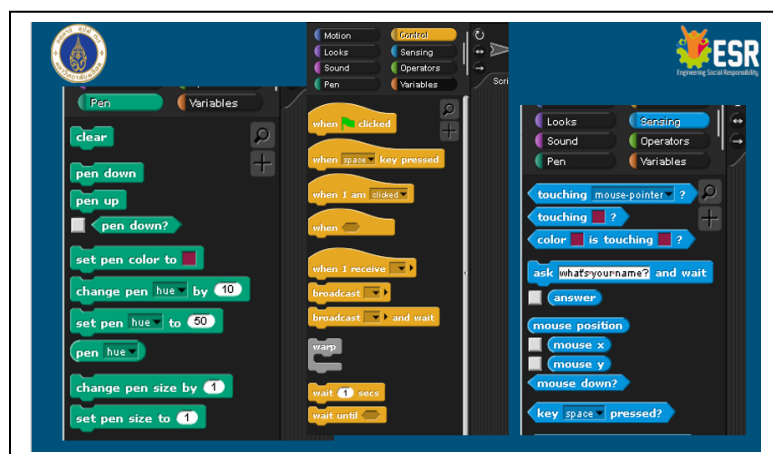 ESR
Engineering Social Responsibility
Pen
Variables
clear
pen down
pen up
pen down?
set pen color to
change pen hue by 10
set pen hue to 50
pen hue
change pen size by 1
set pen size to 1
Motion
Control
Looks
Sensing
Sound
Operators
Pen
Variables
Scri
when clicked
when space key pressed
when I am clicked
when
when I receive
broadcast
broadcast and wait
warp
wait 1 secs
wait until
Looks
Sensing
Sound
Operators
Pen
Variables
touching mouse-pointer ?
touching ?
color is touching ?
ask what's your name? and wait
answer
mouse position
mouse x
mouse y
mouse down?
key space pressed?